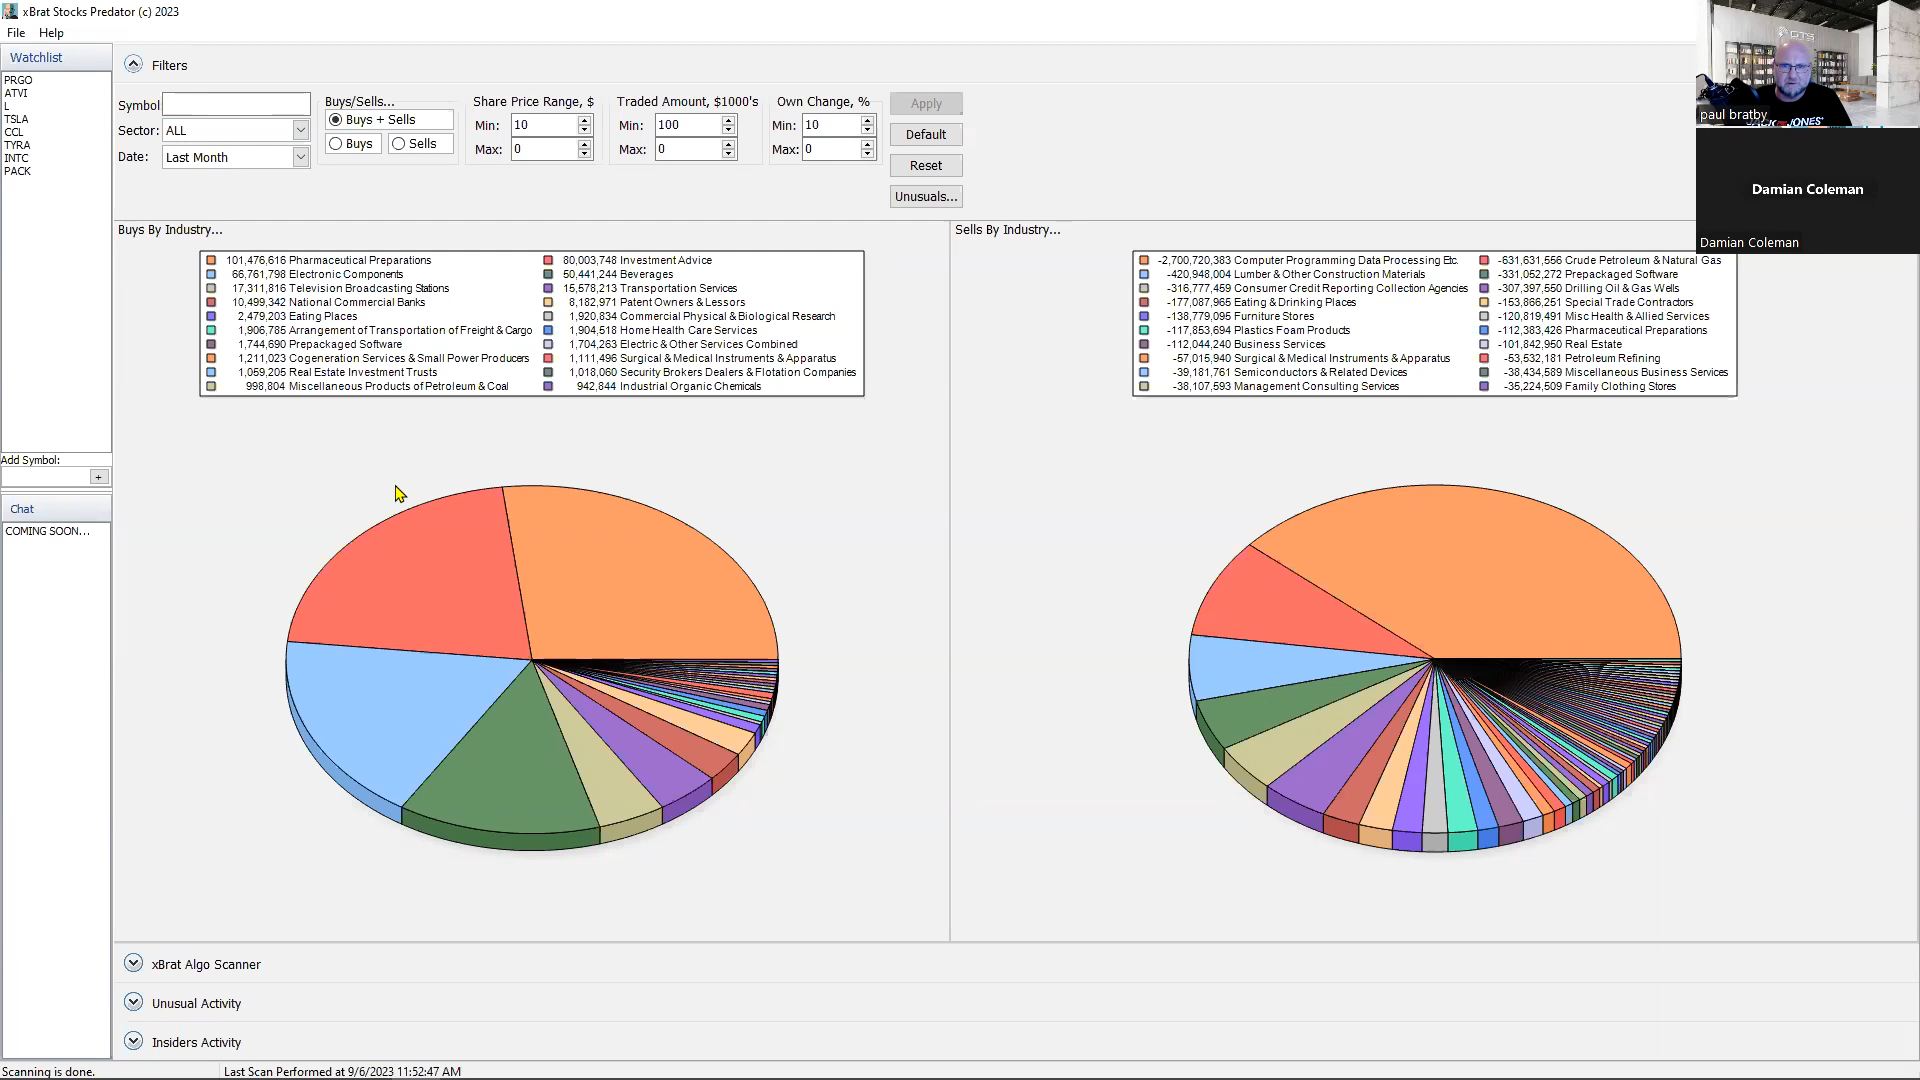 xBrat Stocks Predator (c) 2023
File Help
Watchlist
PRGO
ATVI
L
TSLA
CCL
TYRA
INTC
PACK
Add Symbol:
+
Chat
COMING SOON...
Filters
Symbol
Sector: ALL
Date: Last Month
Buys/Sells...
Buys + Sells
Buys Sells
Share Price Range, $
Min: 10
Max: 0
Traded Amount, $1000's
Min: 100
Max: 0
Own Change, %
Min: 10
Max: 0
Apply
Default
Reset
Unusuals...
paul bratby
Damian Coleman
Damian Coleman
Buys By Industry...
101,476,616 Pharmaceutical Preparations 80,003,748 Investment Advice
66,761,798 Electronic Components 50,441,244 Beverages
17,311,816 Television Broadcasting Stations 15,578,213 Transportation Services
10,499,342 National Commercial Banks 8,182,971 Patent Owners & Lessors
2,479,203 Eating Places 1,920,834 Commercial Physical & Biological Research
1,906,785 Arrangement of Transportation of Freight & Cargo 1,904,518 Home Health Care Services
1,744,690 Prepackaged Software 1,704,263 Electric & Other Services Combined
1,211,023 Cogeneration Services & Small Power Producers 1,111,496 Surgical & Medical Instruments & Apparatus
1,059,205 Real Estate Investment Trusts 1,018,060 Security Brokers Dealers & Flotation Companies
998,804 Miscellaneous Products of Petroleum & Coal 942,844 Industrial Organic Chemicals
Sells By Industry...
-2,700,720,383 Computer Programming Data Processing Etc. -631,631,556 Crude Petroleum & Natural Gas
-420,948,004 Lumber & Other Construction Materials -331,052,272 Prepackaged Software
-316,777,459 Consumer Credit Reporting Collection Agencies -307,397,550 Drilling Oil & Gas Wells
-177,087,965 Eating & Drinking Places -153,866,251 Special Trade Contractors
-138,779,095 Furniture Stores -120,819,491 Misc Health & Allied Services
-117,853,694 Plastics Foam Products -112,383,426 Pharmaceutical Preparations
-112,044,240 Business Services -101,842,950 Real Estate
-57,015,940 Surgical & Medical Instruments & Apparatus -53,532,181 Petroleum Refining
-39,181,761 Semiconductors & Related Devices -38,434,589 Miscellaneous Business Services
-38,107,593 Management Consulting Services -35,224,509 Family Clothing Stores
xBrat Algo Scanner
Unusual Activity
Insiders Activity
Scanning is done. Last Scan Performed at 9/6/2023 11:52:47 AM